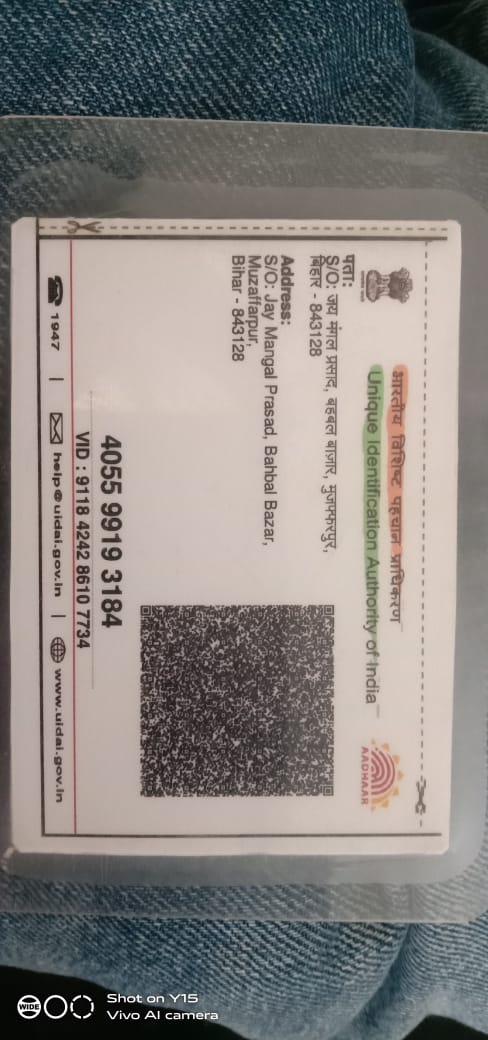 भारतीय विशिष्ट पहचान प्राधिकरण
Unique Identification Authority of India
AADHAAR
पता:
S/O: जय मंगल प्रसाद, बहबल बाज़ार, मुजफ्फरपुर,
बिहार - 843128
Address:
S/O: Jay Mangal Prasad, Bahbal Bazar,
Muzaffarpur,
Bihar - 843128
4055 9919 3184
VID : 9118 4242 8610 7734
1947 | help@uidai.gov.in | www.uidai.gov.in
WIDE
Shot on Y15
Vivo AI camera